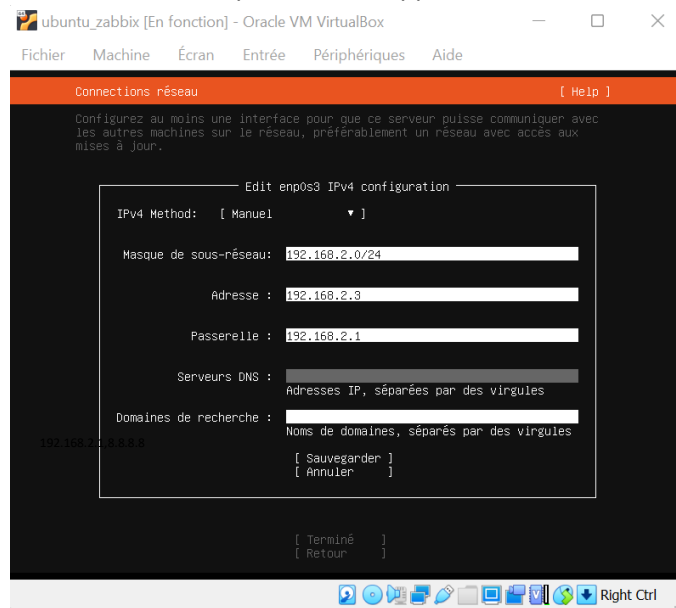 ubuntu_zabbix [En fonction] - Oracle VM VirtualBox
Fichier Machine Écran Entrée Périphériques Aide
Connections réseau [ Help ]
Configurez au moins une interface pour que ce serveur puisse communiquer avec
les autres machines sur le réseau, préférablement un réseau avec accès aux
mises à jour.
Edit enp0s3 IPv4 configuration
IPv4 Method: [ Manuel ▾ ]
Masque de sous-réseau: 192.168.2.0/24
Adresse : 192.168.2.3
Passerelle : 192.168.2.1
Serveurs DNS :
Adresses IP, séparées par des virgules
Domaines de recherche :
Noms de domaines, séparés par des virgules
192.168.2.1,8.8.8.8
[ Sauvegarder ]
[ Annuler ]
[ Terminé ]
[ Retour ]
Right Ctrl